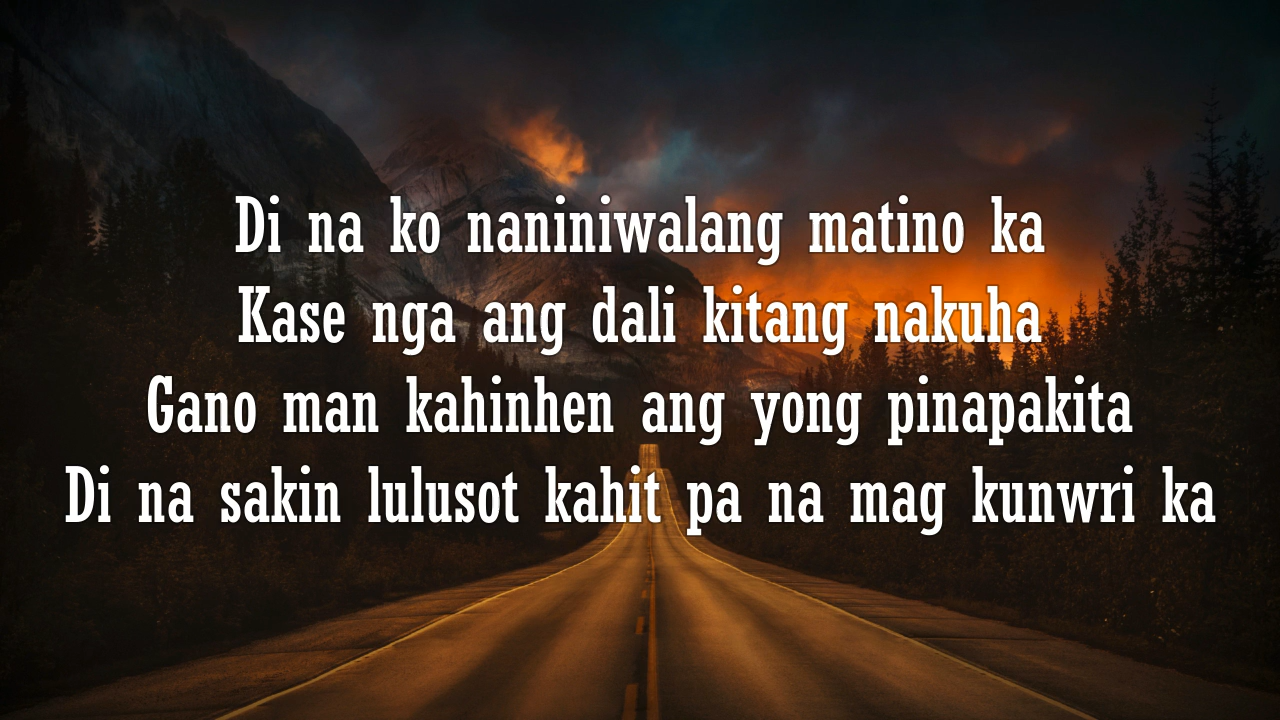 Di na ko naniniwalang matino ka
Kase nga ang dali kitang nakuha
Gano man kahinhen ang yong pinapakita
Di na sakin lulusot kahit pa na mag kunwri ka